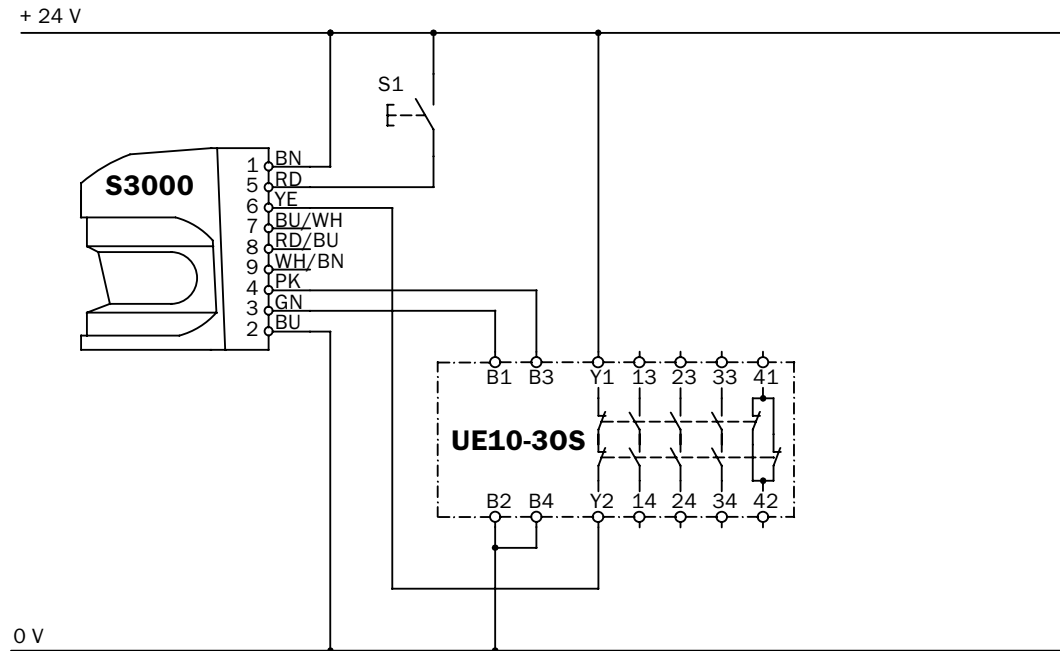 + 24 V
S1
S3000
1 BN
5 RD
6 YE
7 BU/WH
8 RD/BU
9 WH/BN
4 PK
3 GN
2 BU
B1 B3 Y1 13 23 33 41
UE10-30S
B2 B4 Y2 14 24 34 42
0 V